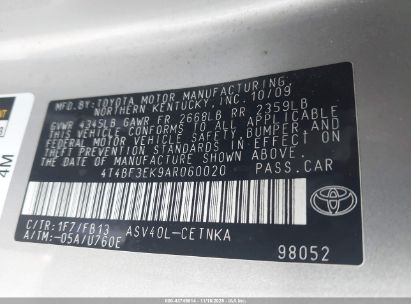 MFD.BY:TOYOTA MOTOR MANUFACTURING,
NORTHERN KENTUCKY, INC. 10/09
GVWR 4345LB GAWR FR 2668LB RR 2359LB
THIS VEHICLE CONFORMS TO ALL APPLICABLE
FEDERAL MOTOR VEHICLE SAFETY, BUMPER, AND
THEFT PREVENTION STANDARDS IN EFFECT ON
THE DATE OF MANUFACTURE SHOWN ABOVE.
4T4BF3EK9AR060020 PASS.CAR
C/TR:1F7/FB13 ASV40L-CETNKA
A/TM:-05A/U760E
98052
4M